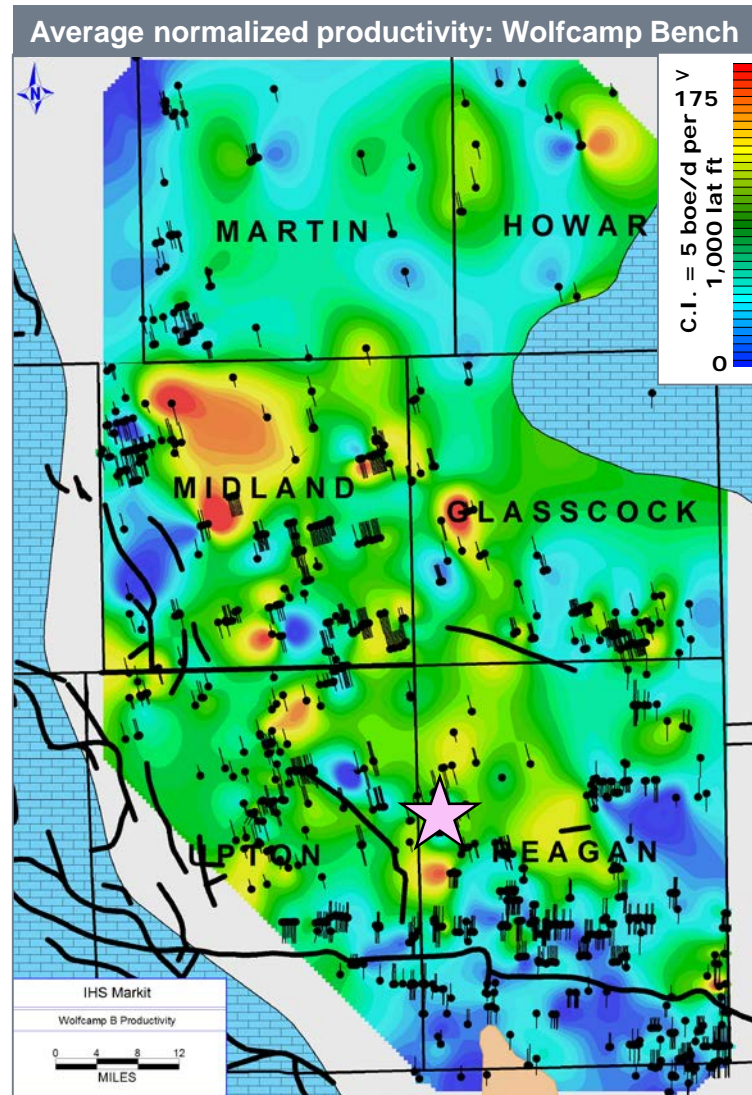 Average normalized productivity: Wolfcamp Bench
N
C.I. = 5 boe/d per
1,000 lat ft
>
175
0
MARTIN
HOWAR
MIDLAND
GLASSCOCK
UPTON
REAGAN
IHS Markit
Wolfcamp B Productivity
0 4 8 12
MILES